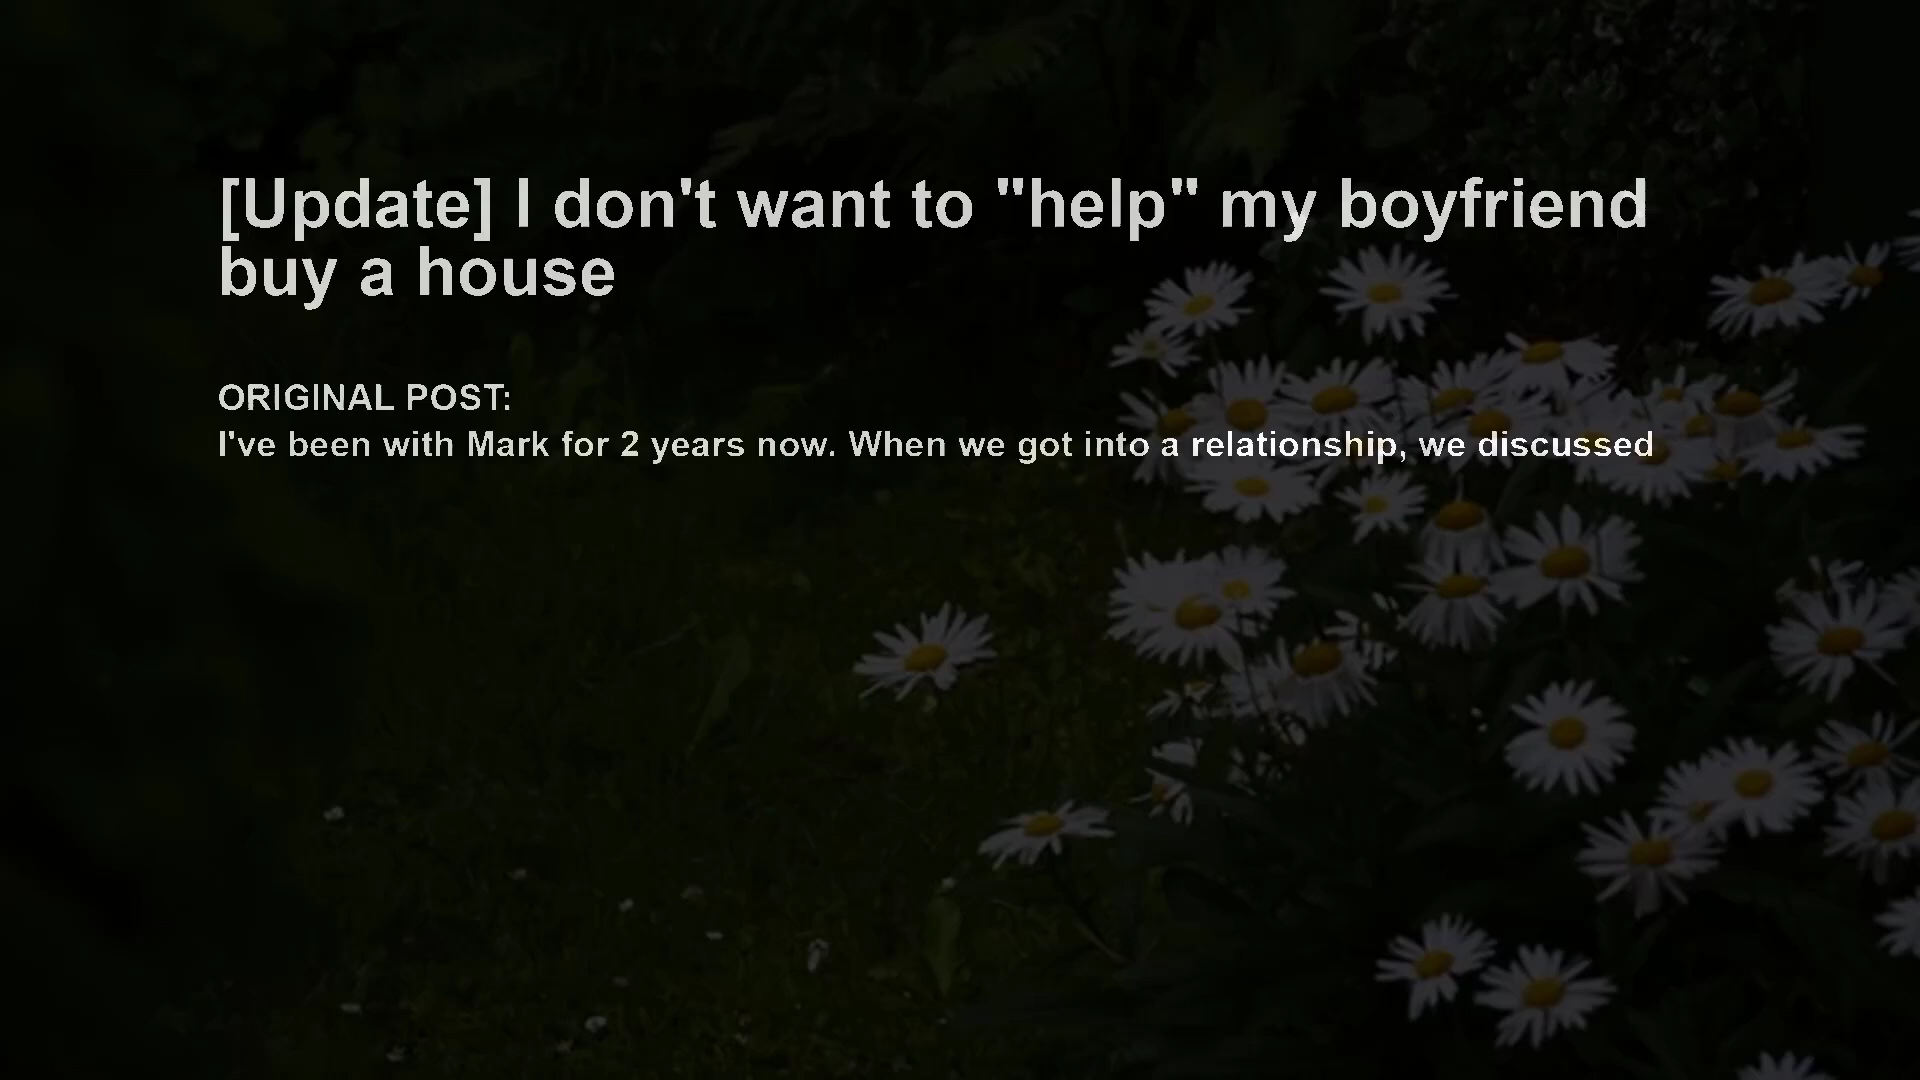 [Update] I don't want to "help" my boyfriend
buy a house
ORIGINAL POST:
I've been with Mark for 2 years now. When we got into a relationship, we discussed